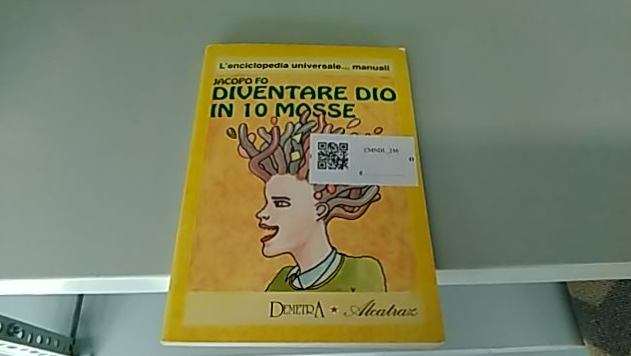 L'enciclopedia universale... manuali
JACOPO FO
DIVENTARE DIO
IN 10 MOSSE
DEMETRA ★ Alcatraz